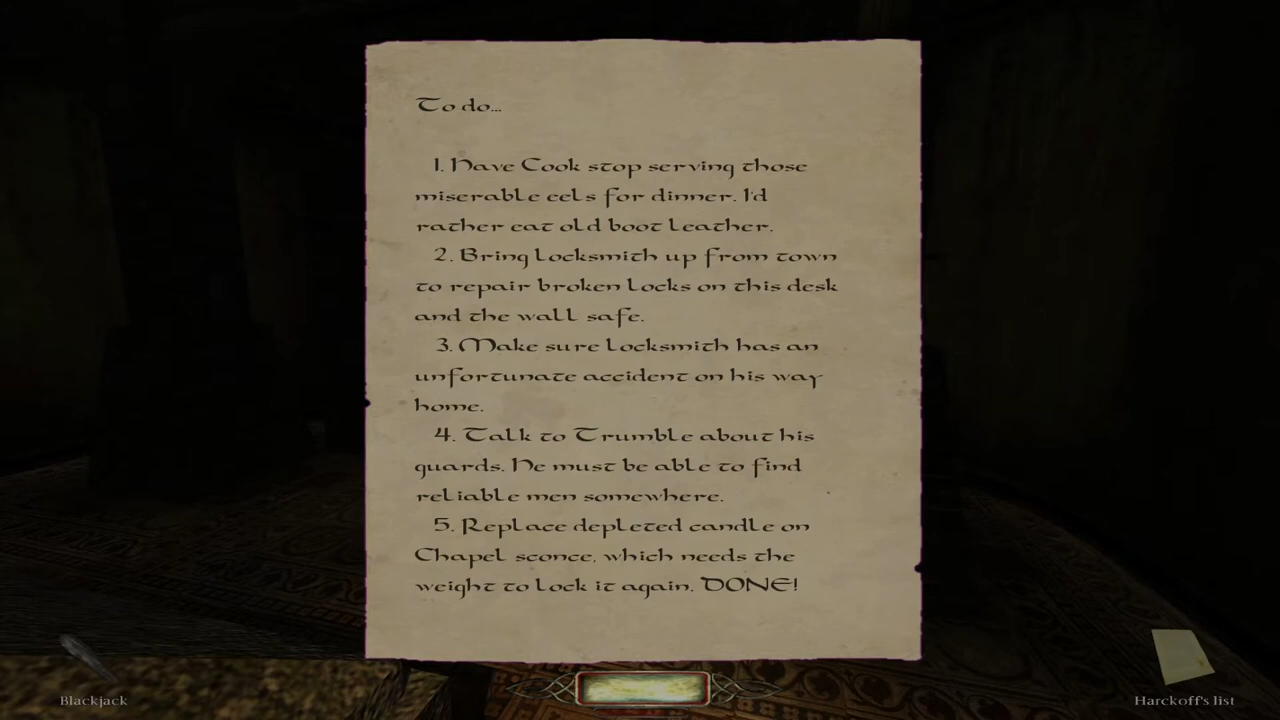 To do...
1. Have Cook stop serving those
miserable eels for dinner. I'd
rather eat old boot leather.
2. Bring locksmith up from town
to repair broken locks on this desk
and the wall safe.
3. Make sure locksmith has an
unfortunate accident on his way
home.
4. Talk to Trumble about his
guards. He must be able to find
reliable men somewhere.
5. Replace depleted candle on
Chapel sconce, which needs the
weight to lock it again. DONE!
Blackjack
Harckoff's list